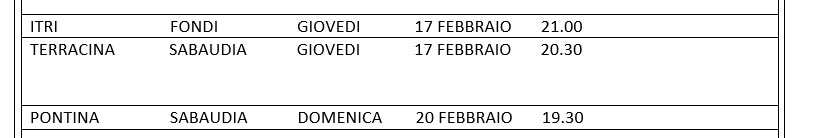 ITRI FONDI GIOVEDI 17 FEBBRAIO 21.00
TERRACINA SABAUDIA GIOVEDI 17 FEBBRAIO 20.30
PONTINA SABAUDIA DOMENICA 20 FEBBRAIO 19.30